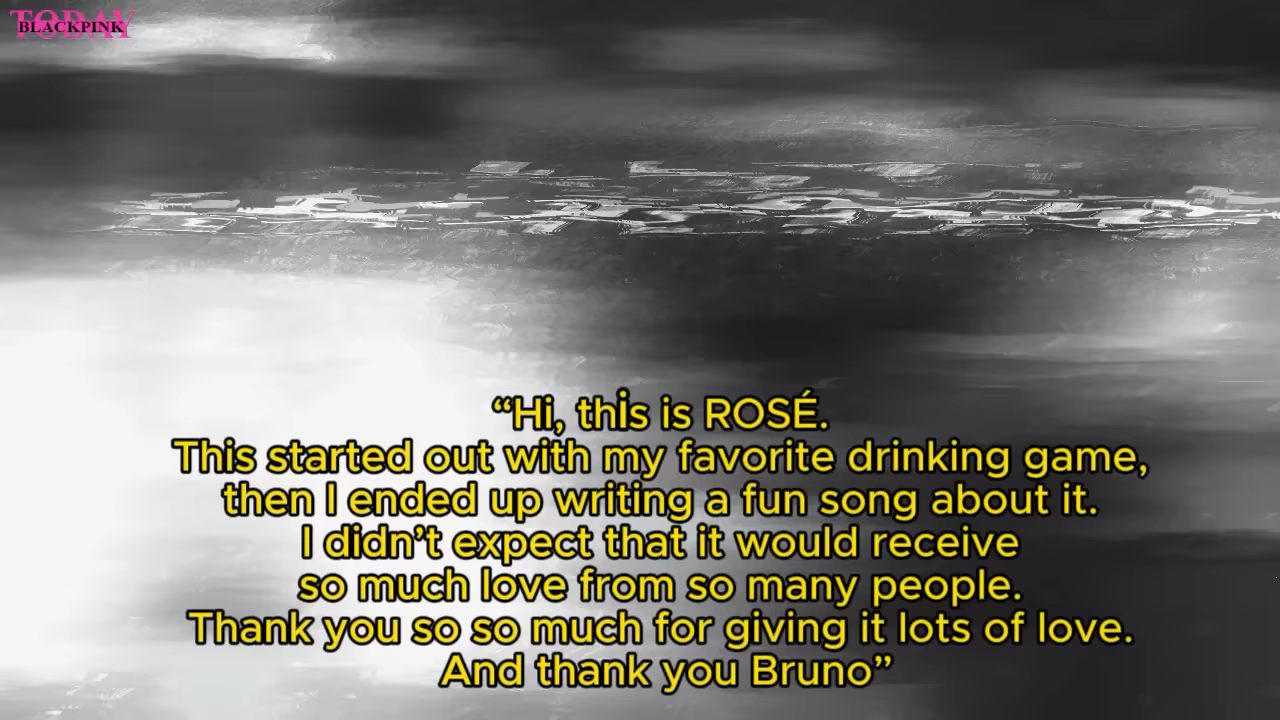 TODAY
BLACKPINK
“Hi, this is ROSÉ.
This started out with my favorite drinking game,
then I ended up writing a fun song about it.
I didn’t expect that it would receive
so much love from so many people.
Thank you so so much for giving it lots of love.
And thank you Bruno”